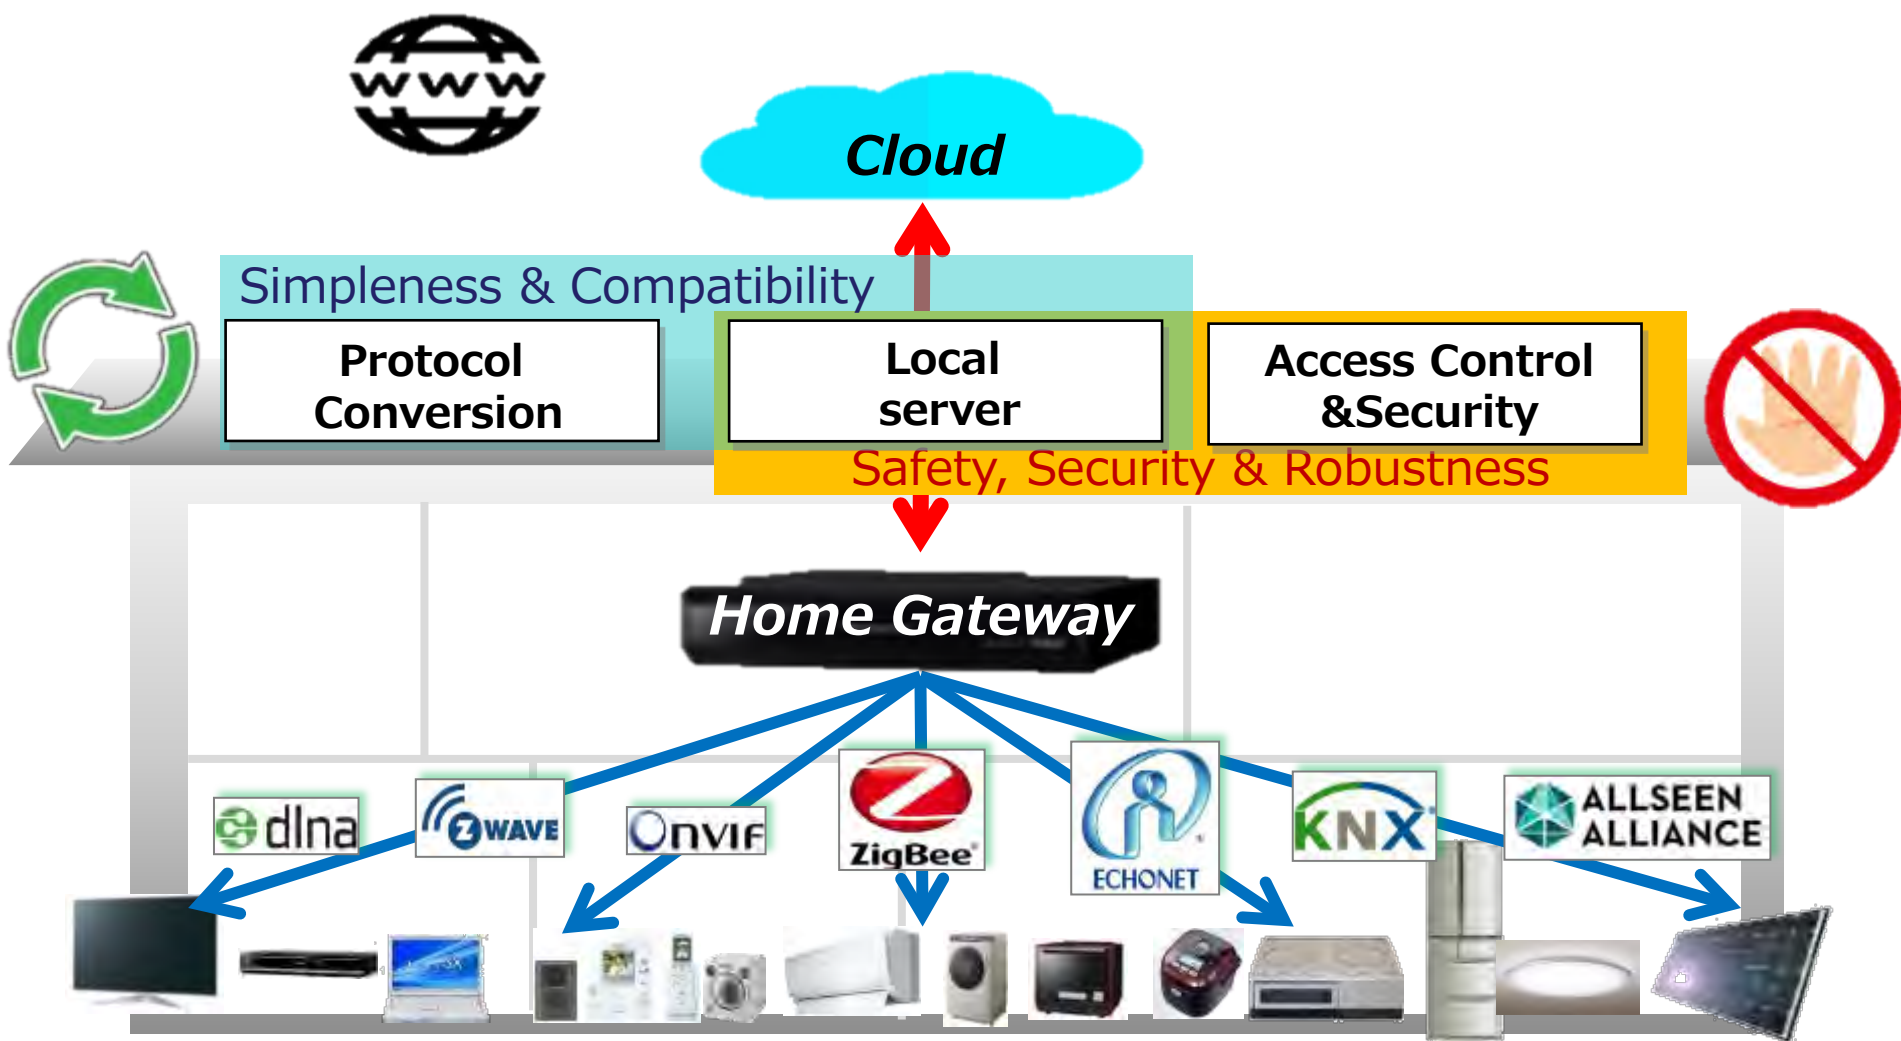 WWW
Cloud
Simpleness & Compatibility
Protocol
Conversion
Local
server
Access Control
&Security
Safety, Security & Robustness
Home Gateway
dlna
Z WAVE
ONVIF
ZigBee®
ECHONET
KNX®
ALLSEEN
ALLIANCE